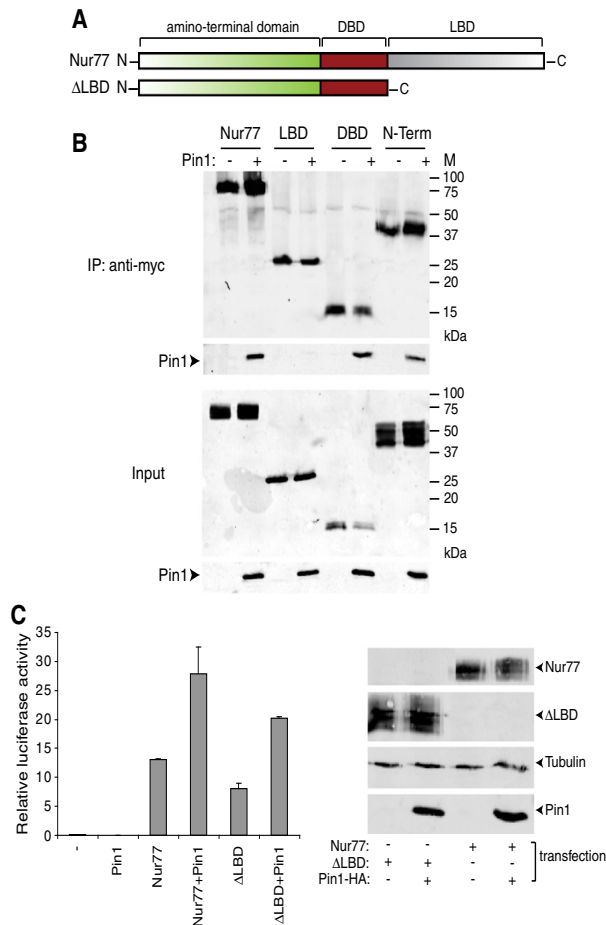 A
amino-terminal domain DBD LBD
Nur77 N C
ΔLBD N C
B
Nur77 LBD DBD N-Term
Pin1: - + - + - + - + M
100
75
50
37
IP: anti-myc
25
20
15
kDa
Pin1
100
75
50
37
Input
25
20
15
kDa
Pin1
C
Relative luciferase activity
35
30
25
20
15
10
5
0
- Pin1 Nur77 Nur77+Pin1 ΔLBD ΔLBD+Pin1
Nur77
ΔLBD
Tubulin
Pin1
Nur77: - - + +
ΔLBD: + + - -
Pin1-HA: - + - +
transfection